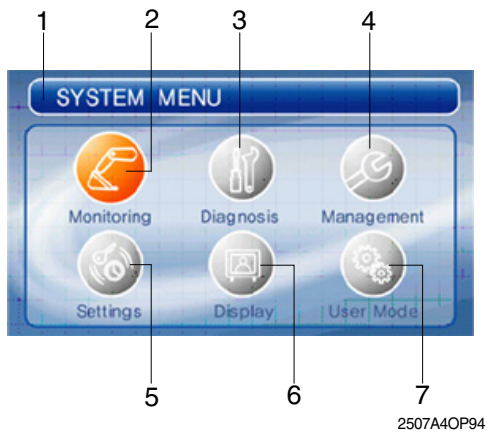 1 2 3 4
SYSTEM MENU
Monitoring Diagnosis Management
Settings Display User Mode
5 6 7
2507A4OP94